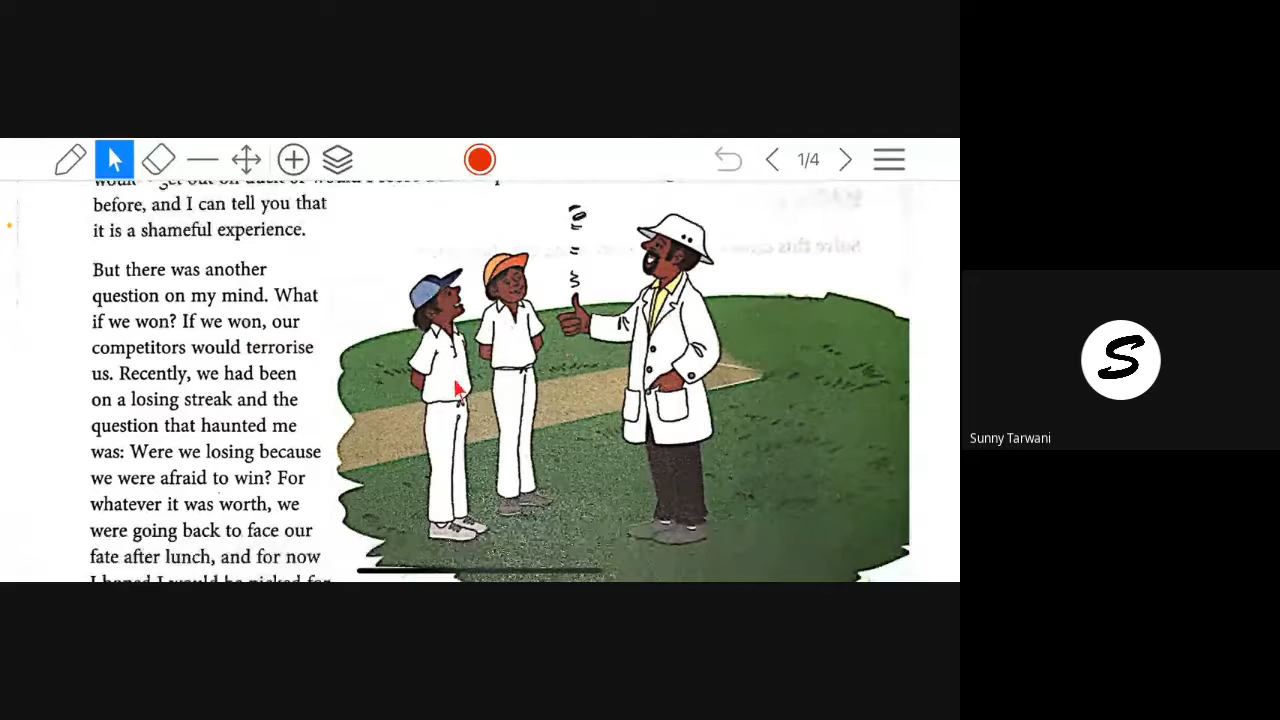 1/4
before, and I can tell you that
it is a shameful experience.
But there was another
question on my mind. What
if we won? If we won, our
competitors would terrorise
us. Recently, we had been
on a losing streak and the
question that haunted me
was: Were we losing because
we were afraid to win? For
whatever it was worth, we
were going back to face our
fate after lunch, and for now
S
Sunny Tarwani